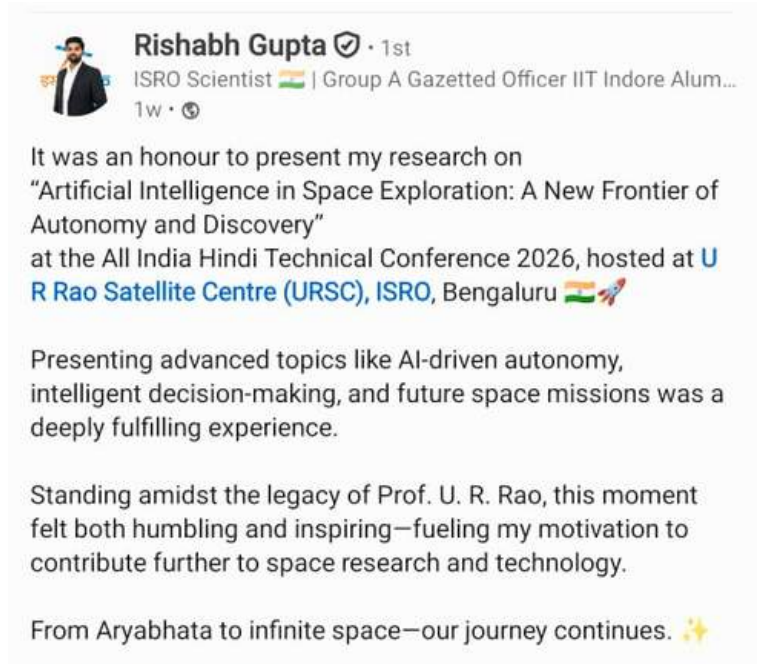 Rishabh Gupta · 1st
ISRO Scientist 🇮🇳 | Group A Gazetted Officer IIT Indore Alum...
1w ·
It was an honour to present my research on
“Artificial Intelligence in Space Exploration: A New Frontier of
Autonomy and Discovery”
at the All India Hindi Technical Conference 2026, hosted at U
R Rao Satellite Centre (URSC), ISRO, Bengaluru 🇮🇳🚀
Presenting advanced topics like AI-driven autonomy,
intelligent decision-making, and future space missions was a
deeply fulfilling experience.
Standing amidst the legacy of Prof. U. R. Rao, this moment
felt both humbling and inspiring—fueling my motivation to
contribute further to space research and technology.
From Aryabhata to infinite space—our journey continues. ✨